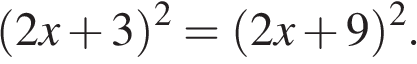 (2x + 3)² = (2x + 9)².